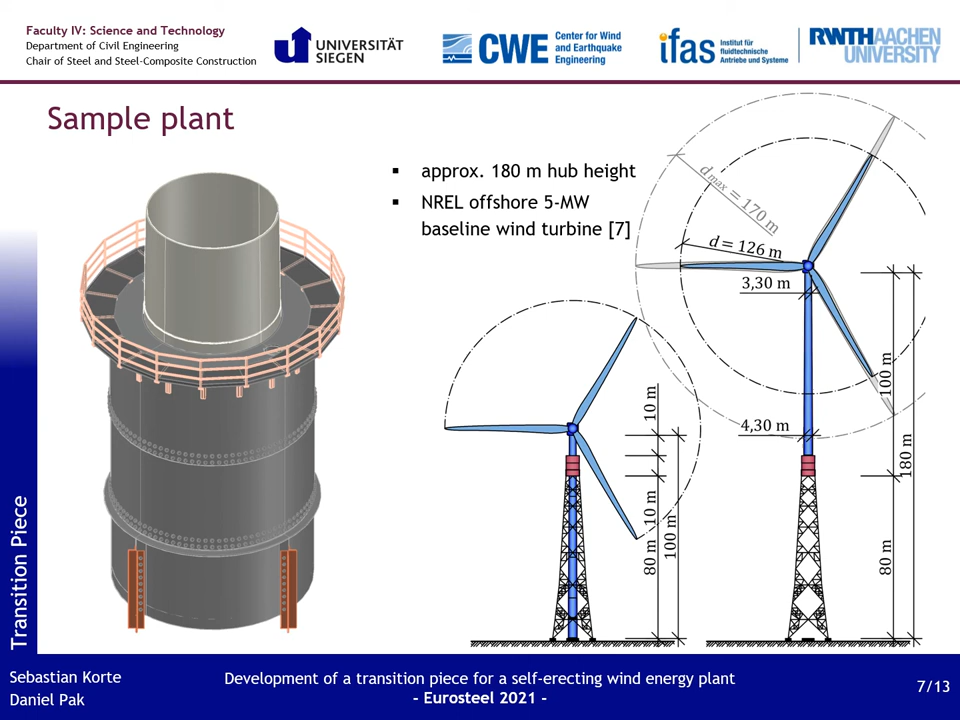 Faculty IV: Science and Technology
Department of Civil Engineering
Chair of Steel and Steel-Composite Construction
UNIVERSITÄT
SIEGEN
CWE
Center for Wind
and Earthquake
Engineering
ifas
Institut für
fluidtechnische
Antriebe und Systeme
RWTHAACHEN
UNIVERSITY
Sample plant
▪ approx. 180 m hub height
▪ NREL offshore 5-MW
baseline wind turbine [7]
d max = 170 m
d = 126 m
3,30 m
4,30 m
100 m
180 m
80 m
10 m
10 m
80 m
100 m
Transition Piece
Sebastian Korte
Daniel Pak
Development of a transition piece for a self-erecting wind energy plant
- Eurosteel 2021 -
7/13